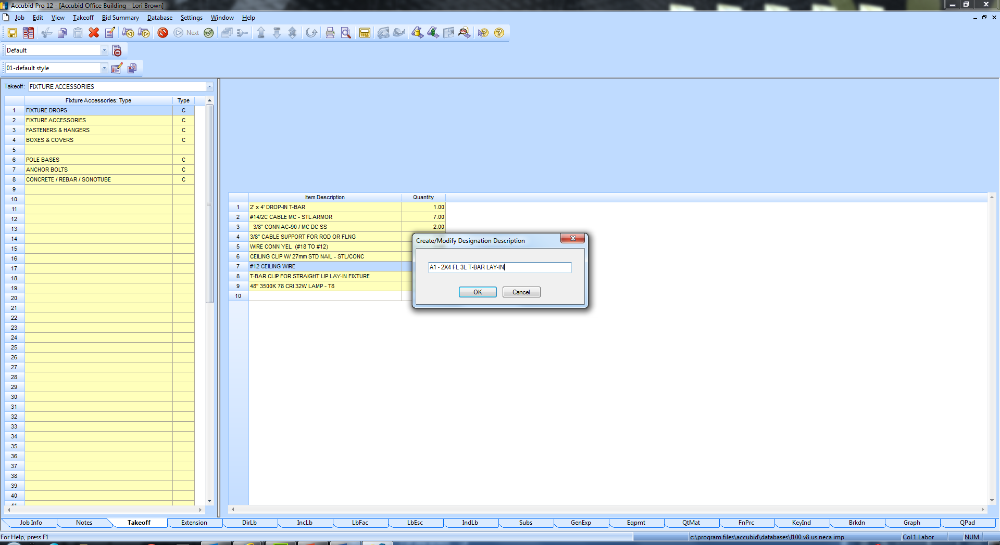 Accubid Pro 12 - [Accubid Office Building - Lori Brown]
Job Edit View Takeoff Bid Summary Database Settings Window Help
Next
Default
01-default style
Takeoff: FIXTURE ACCESSORIES
Fixture Accessories: Type Type
1 FIXTURE DROPS C
2 FIXTURE ACCESSORIES C
3 FASTENERS & HANGERS C
4 BOXES & COVERS C
5
6 POLE BASES C
7 ANCHOR BOLTS C
8 CONCRETE / REBAR / SONOTUBE C
9
10
11
12
13
14
15
16
17
18
19
20
21
22
23
24
25
26
27
28
29
30
31
32
33
34
35
36
37
38
39
40
41
Item Description Quantity
1 2' x 4' DROP-IN T-BAR 1.00
2 #14/2C CABLE MC - STL ARMOR 7.00
3 3/8" CONN AC-90 / MC DC SS 2.00
4 3/8" CABLE SUPPORT FOR ROD OR FLNG
5 WIRE CONN YEL (#18 TO #12)
6 CEILING CLIP W/ 27mm STD NAIL - STL/CONC
7 #12 CEILING WIRE
8 T-BAR CLIP FOR STRAIGHT LIP LAY-IN FIXTURE
9 48" 3500K 78 CRI 32W LAMP - T8
10
Create/Modify Designation Description
A1 - 2X4 FL 3L T-BAR LAY-IN
OK Cancel
Job Info Notes Takeoff Extension DirLb IncLb LbFac LbEsc IndLb Subs GenExp Eqpmt QtMat FnPrc KeyInd Brkdn Graph QPad
For Help, press F1 c:\program files\accubid\databases\l100 v8 us neca imp Col 1 Labor NUM